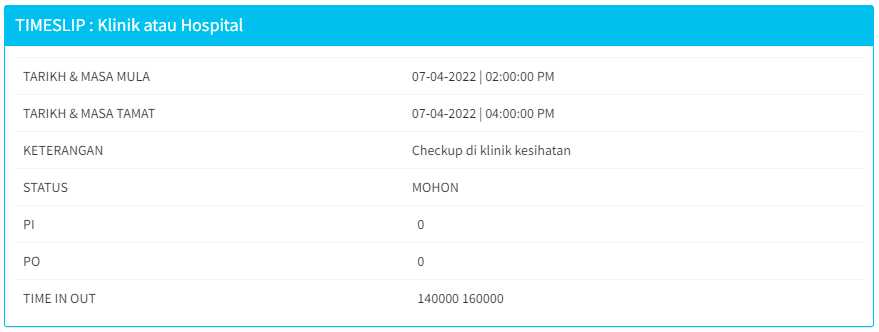 TIMESLIP : Klinik atau Hospital
TARIKH & MASA MULA 07-04-2022 | 02:00:00 PM
TARIKH & MASA TAMAT 07-04-2022 | 04:00:00 PM
KETERANGAN Checkup di klinik kesihatan
STATUS MOHON
PI 0
PO 0
TIME IN OUT 140000 160000